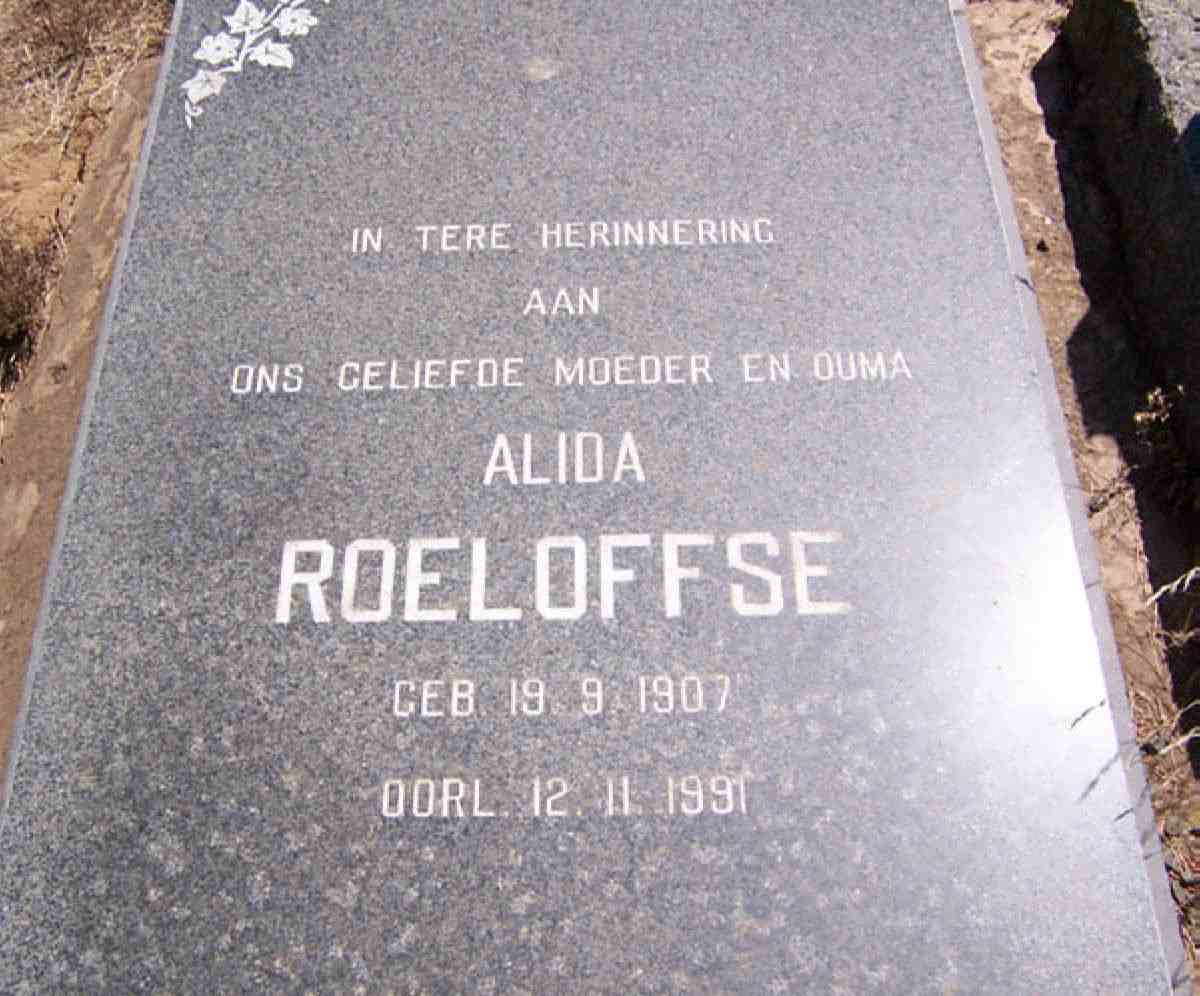 IN TERE HERINNERING
AAN
ONS GELIEFDE MOEDER EN OUMA
ALIDA
ROELOFFSE
GEB 19. 9. 1907
OORL. 12. 11. 1991